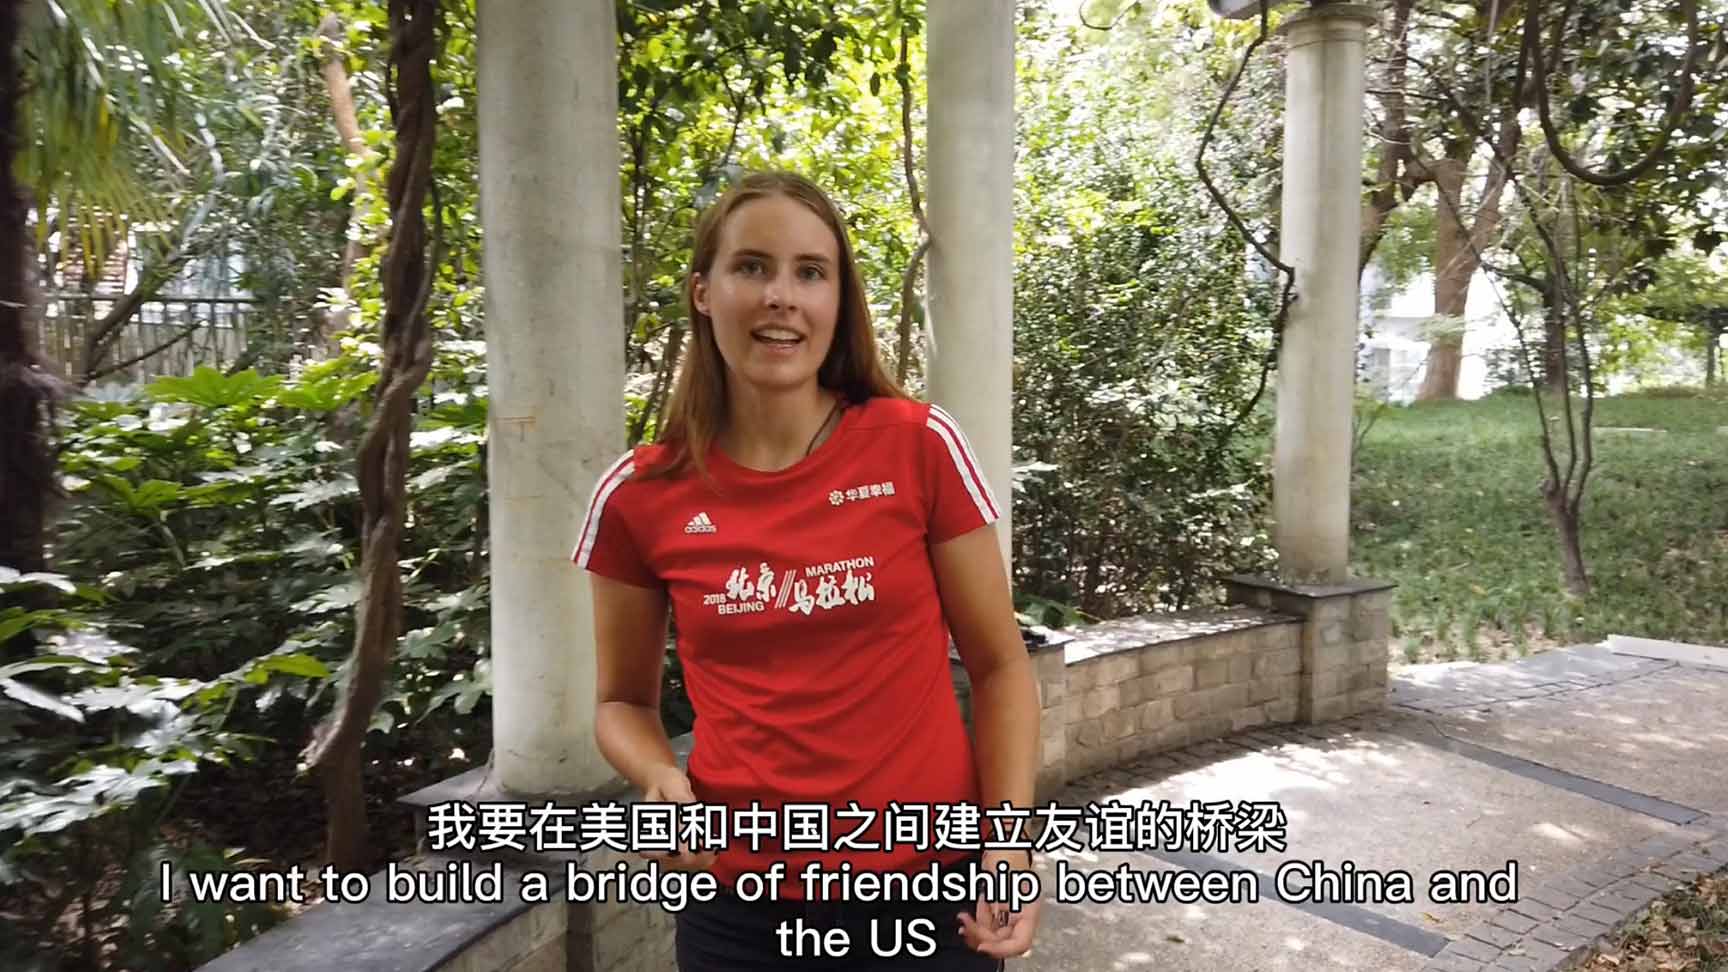 华夏幸福
adidas
MARATHON
2018 北京 /// 马拉松
BEIJING
我要在美国和中国之间建立友谊的桥梁
I want to build a bridge of friendship between China and
the US